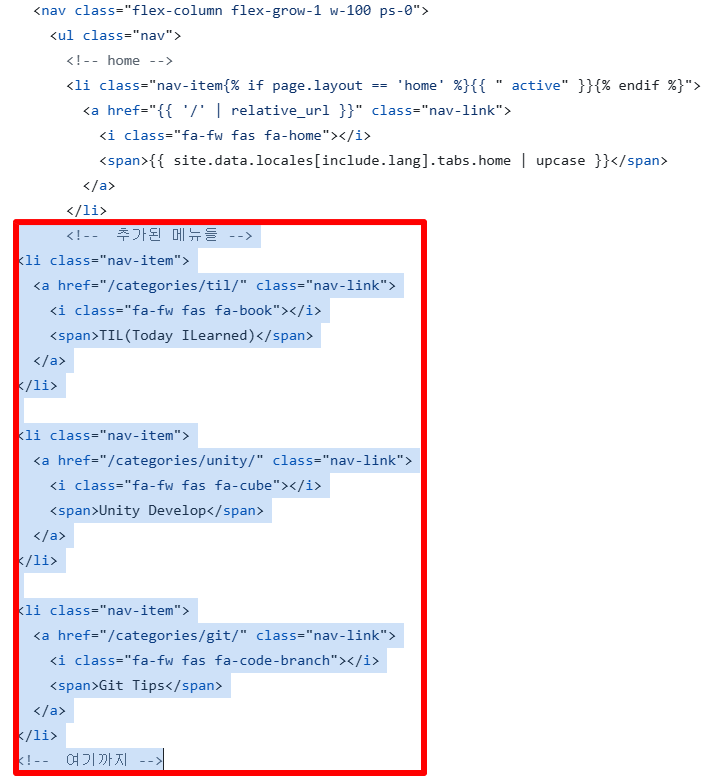 <nav class="flex-column flex-grow-1 w-100 ps-0">
<ul class="nav">
<!-- home -->
<li class="nav-item{% if page.layout == 'home' %}{{ " active" }}{% endif %}">
<a href="{{ '/' | relative_url }}" class="nav-link">
<i class="fa-fw fas fa-home"></i>
<span>{{ site.data.locales[include.lang].tabs.home | upcase }}</span>
</a>
</li>
<!--  추가된 메뉴들 -->
<li class="nav-item">
<a href="/categories/til/" class="nav-link">
<i class="fa-fw fas fa-book"></i>
<span>TIL(Today ILearned)</span>
</a>
</li>
<li class="nav-item">
<a href="/categories/unity/" class="nav-link">
<i class="fa-fw fas fa-cube"></i>
<span>Unity Develop</span>
</a>
</li>
<li class="nav-item">
<a href="/categories/git/" class="nav-link">
<i class="fa-fw fas fa-code-branch"></i>
<span>Git Tips</span>
</a>
</li>
<!--  여기까지 -->